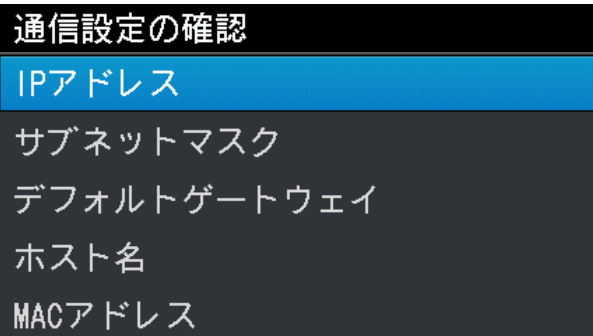 通信設定の確認
IPアドレス
サブネットマスク
デフォルトゲートウェイ
ホスト名
MACアドレス